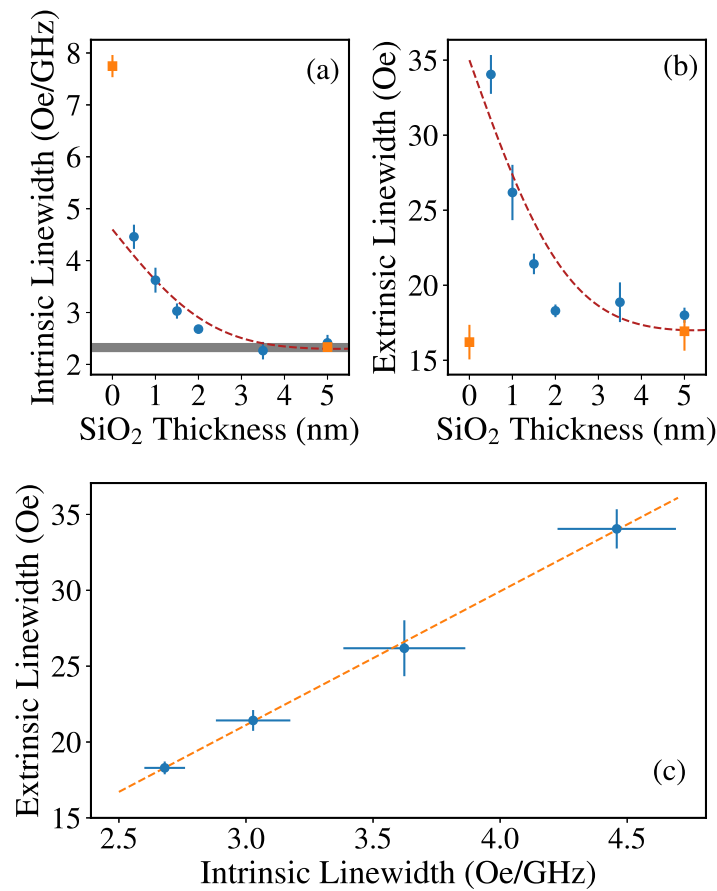 (a)
Intrinsic Linewidth (Oe/GHz)
8
7
6
5
4
3
2
0 1 2 3 4 5
SiO₂ Thickness (nm)
(b)
Extrinsic Linewidth (Oe)
35
30
25
20
15
0 1 2 3 4 5
SiO₂ Thickness (nm)
Extrinsic Linewidth (Oe)
35
30
25
20
15
(c)
2.5 3.0 3.5 4.0 4.5
Intrinsic Linewidth (Oe/GHz)